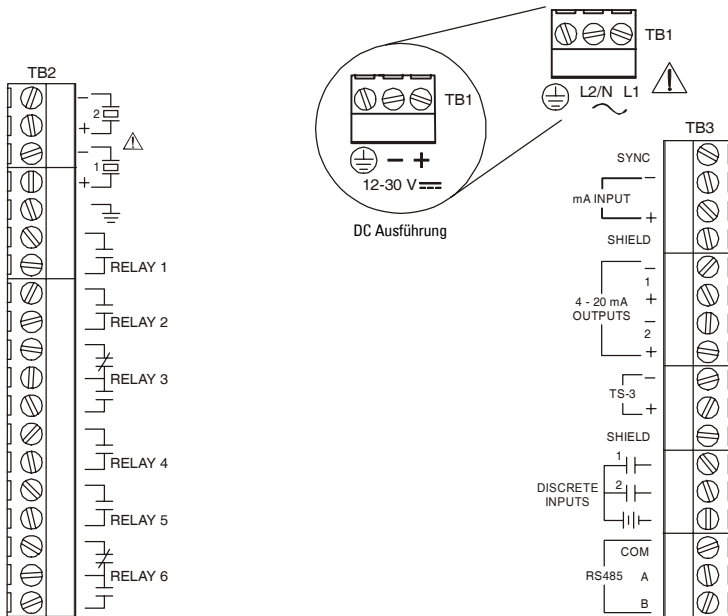 TB1
L2/N L1
TB1
- +
12-30 V
DC Ausführung
TB2
-
2
+
-
1
+
RELAY 1
RELAY 2
RELAY 3
RELAY 4
RELAY 5
RELAY 6
TB3
SYNC
-
mA INPUT
+
SHIELD
-
1
4 - 20 mA
+
OUTPUTS
-
2
+
-
TS-3
+
SHIELD
1
DISCRETE
2
INPUTS
COM
RS485 A
B